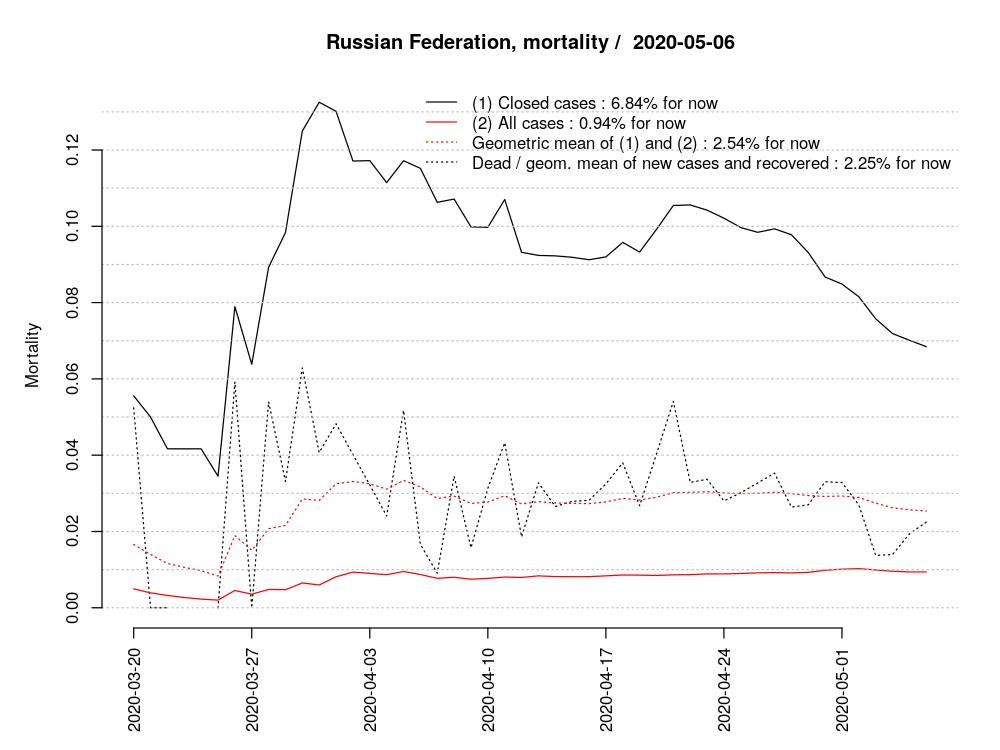 Russian Federation, mortality /  2020-05-06
(1) Closed cases : 6.84% for now
(2) All cases : 0.94% for now
Geometric mean of (1) and (2) : 2.54% for now
Dead / geom. mean of new cases and recovered : 2.25% for now
Mortality
0.12
0.10
0.08
0.06
0.04
0.02
0.00
2020-03-20
2020-03-27
2020-04-03
2020-04-10
2020-04-17
2020-04-24
2020-05-01